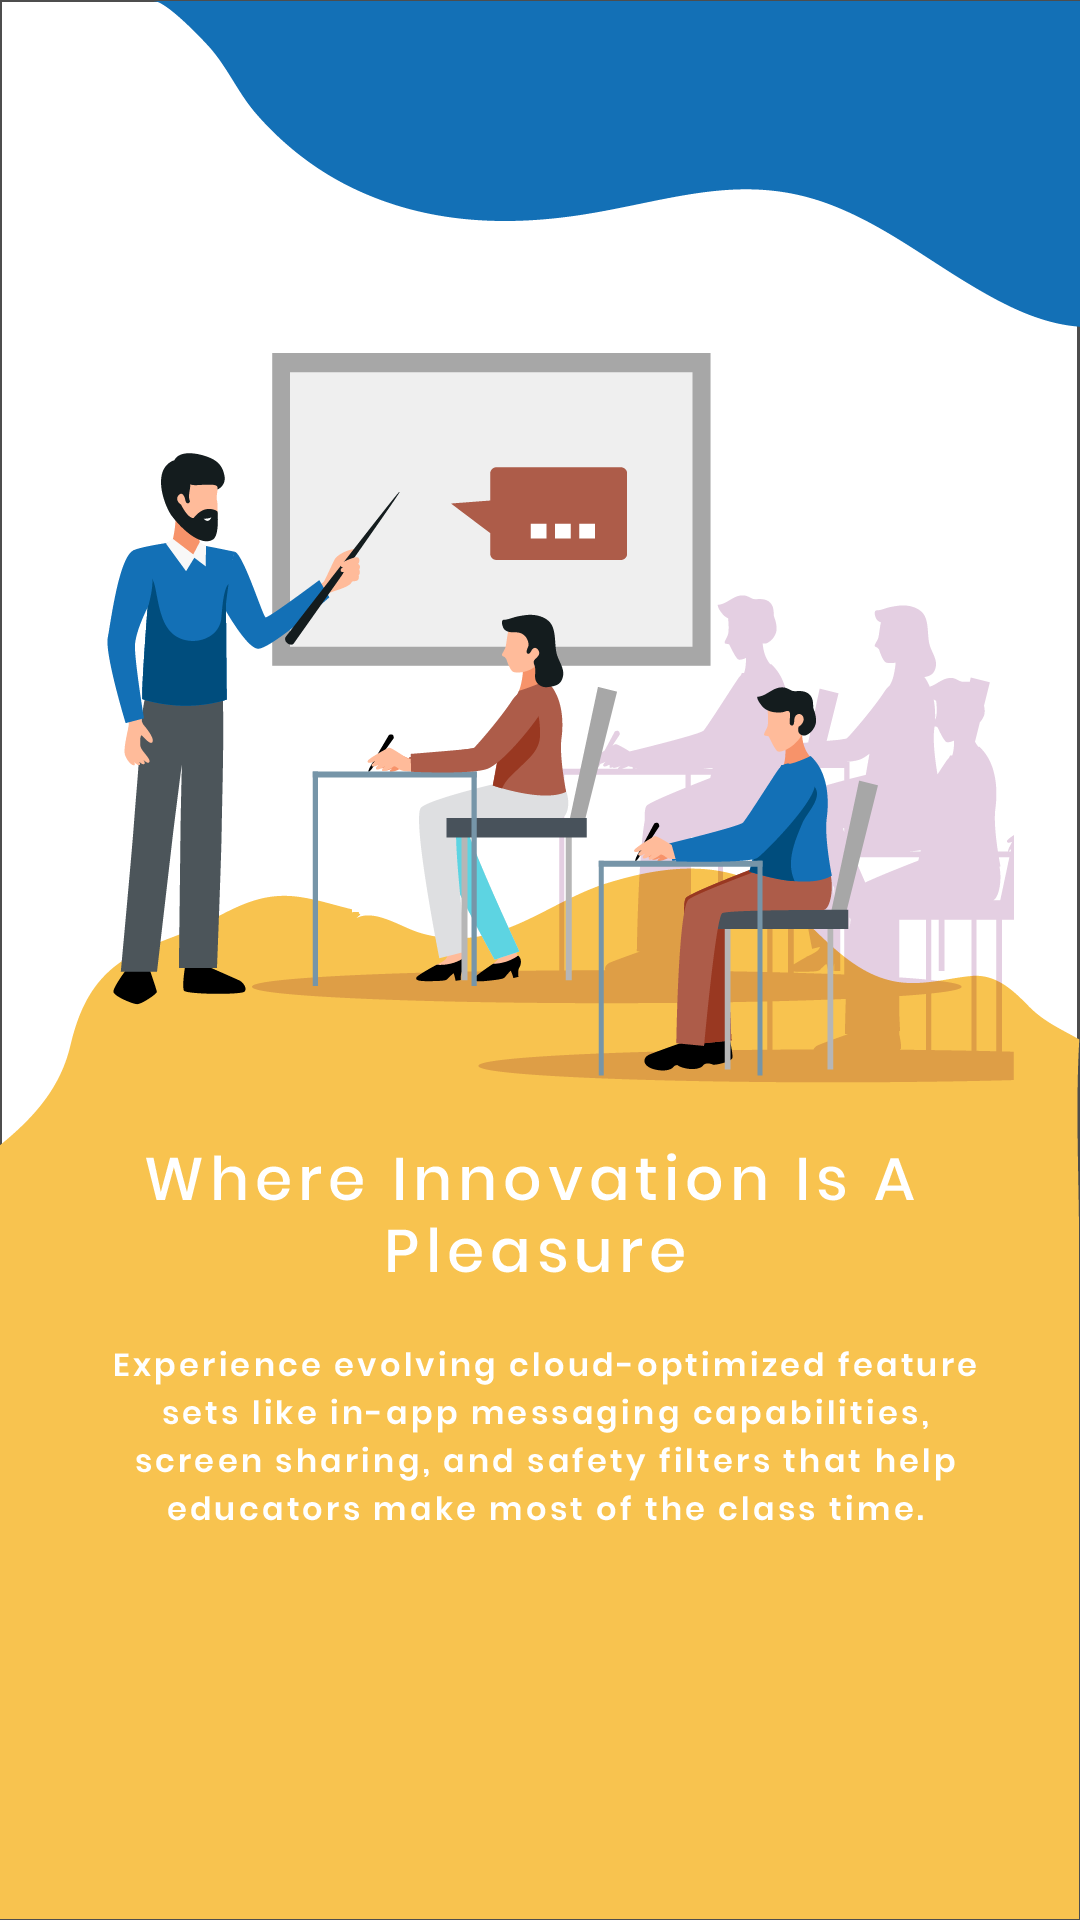 Where Innovation Is A
Pleasure
Experience evolving cloud-optimized feature
sets like in-app messaging capabilities,
screen sharing, and safety filters that help
educators make most of the class time.